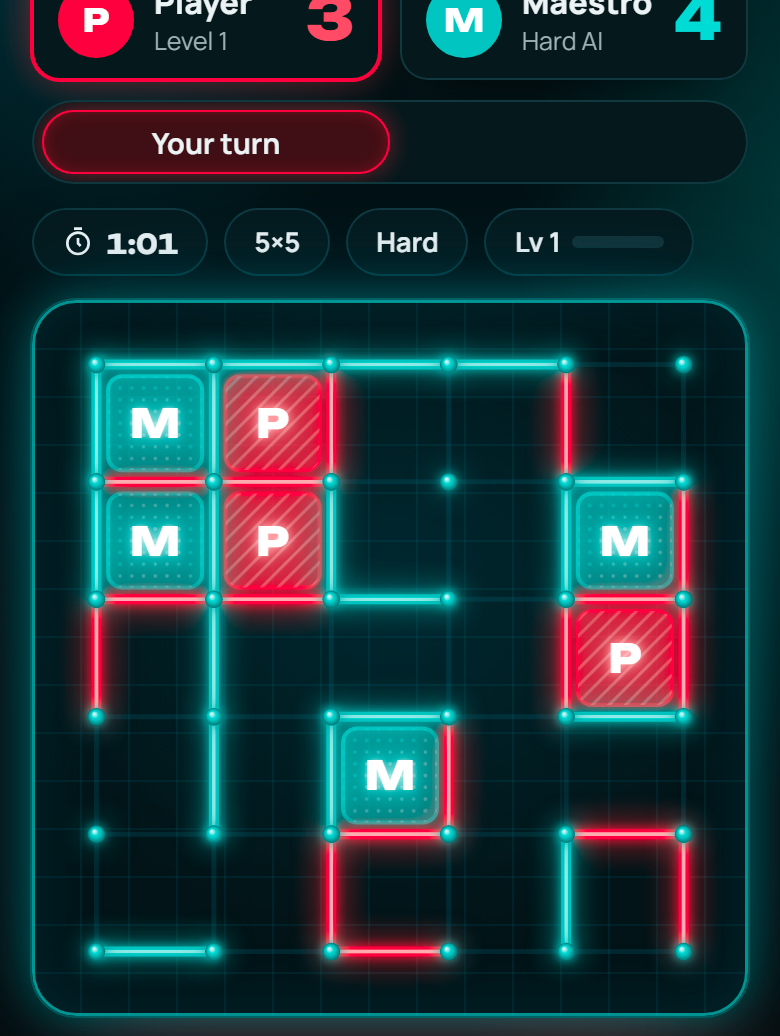 P Player 3
Level 1
M Maestro 4
Hard AI
Your turn
1:01 5×5 Hard Lv 1
M P
M P M
P
M